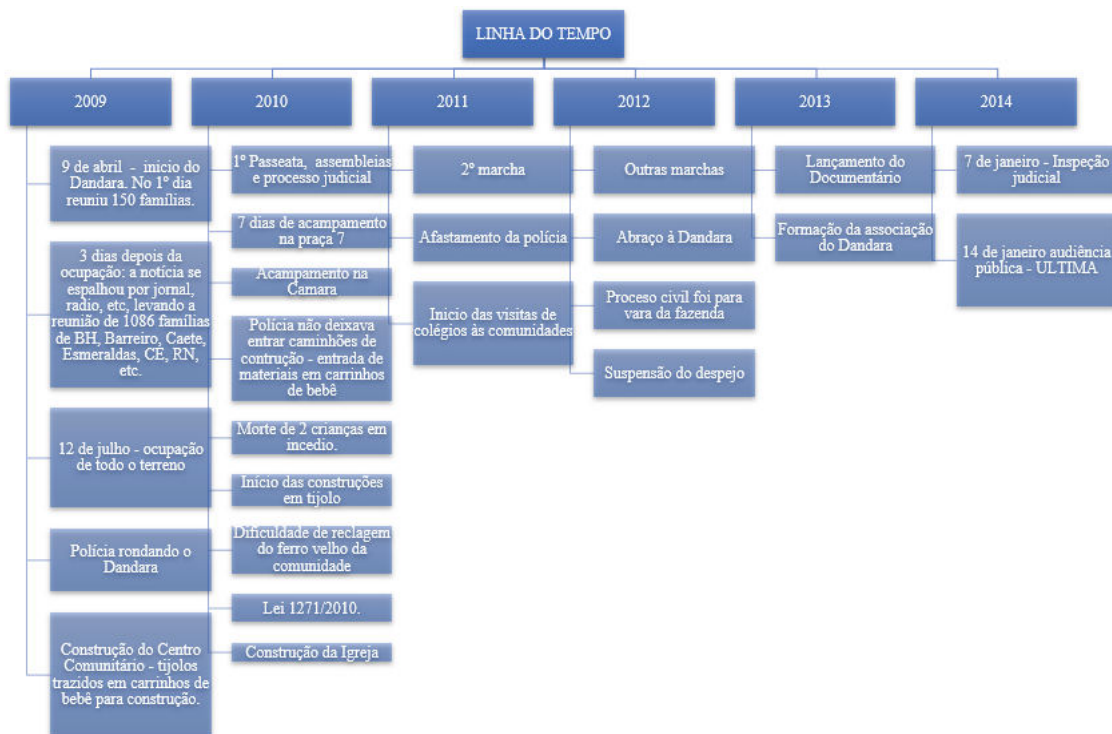 LINHA DO TEMPO
2009
9 de abril - inicio do
Dandara. No 1º dia
reuniu 150 famílias.
3 dias depois da
ocupação: a notícia se
espalhou por jornal,
radio, etc, levando a
reunião de 1086 famílias
de BH, Barreiro, Caete,
Esmeraldas, CE, RN,
etc.
12 de julho - ocupação
de todo o terreno
Polícia rondando o
Dandara
Construção do Centro
Comunitário - tijolos
trazidos em carrinhos de
bebê para construção.
2010
1º Passeata, assembleias
e processo judicial
7 dias de acampamento
na praça 7
Acampamento na
Camara
Polícia não deixava
entrar caminhões de
contrução - entrada de
materiais em carrinhos
de bebê
Morte de 2 crianças em
incedio.
Início das construções
em tijolo
Dificuldade de reclagem
do ferro velho da
comunidade
Lei 1271/2010.
Construção da Igreja
2011
2º marcha
Afastamento da polícia
Inicio das visitas de
colégios às comunidades
2012
Outras marchas
Abraço à Dandara
Proceso civil foi para
vara da fazenda
Suspensão do despejo
2013
Lançamento do
Documentário
Formação da associação
do Dandara
2014
7 de janeiro - Inspeção
judicial
14 de janeiro audiência
pública - ULTIMA